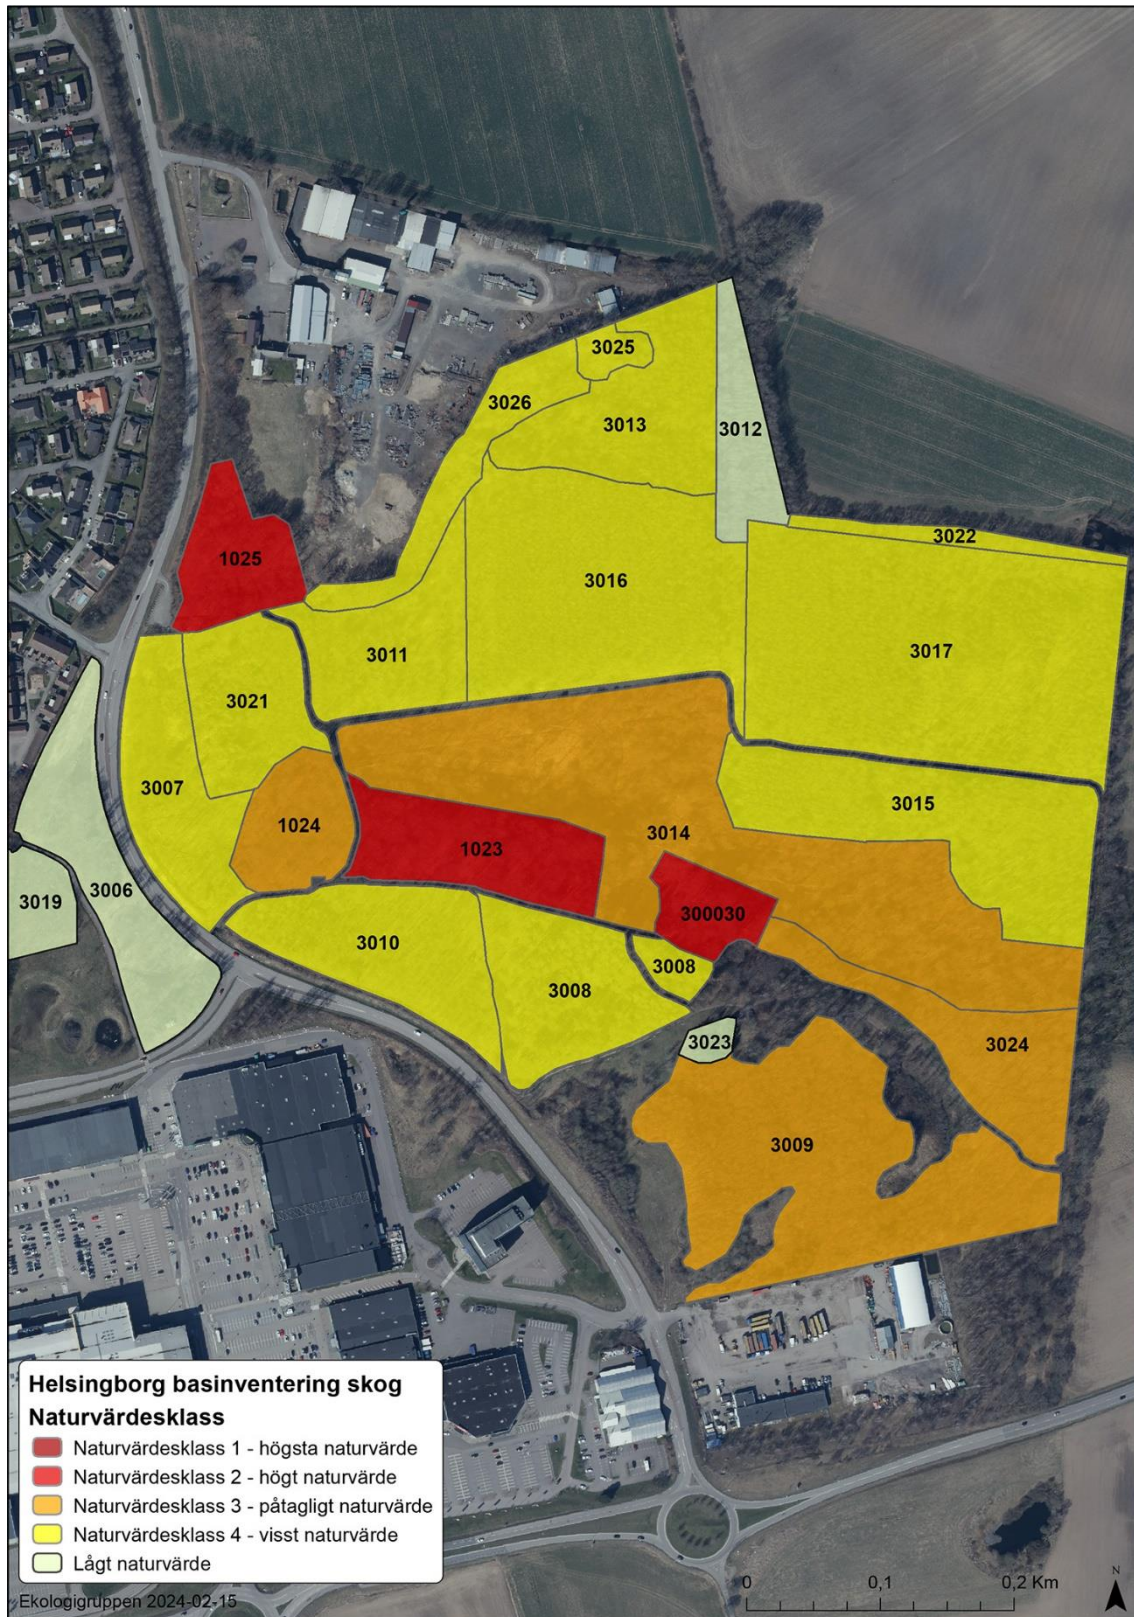 3025
3026
3013
3012
3022
1025
3016
3011
3017
3021
3007
3015
1024
3014
1023
3006
3019
300030
3010
3008
3008
3023
3024
3009
Helsingborg basinventering skog
Naturvärdesklass
Naturvärdesklass 1 - högsta naturvärde
Naturvärdesklass 2 - högt naturvärde
Naturvärdesklass 3 - påtagligt naturvärde
Naturvärdesklass 4 - visst naturvärde
Lågt naturvärde
Ekologigruppen 2024-02-15
0 0,1 0,2 Km
N